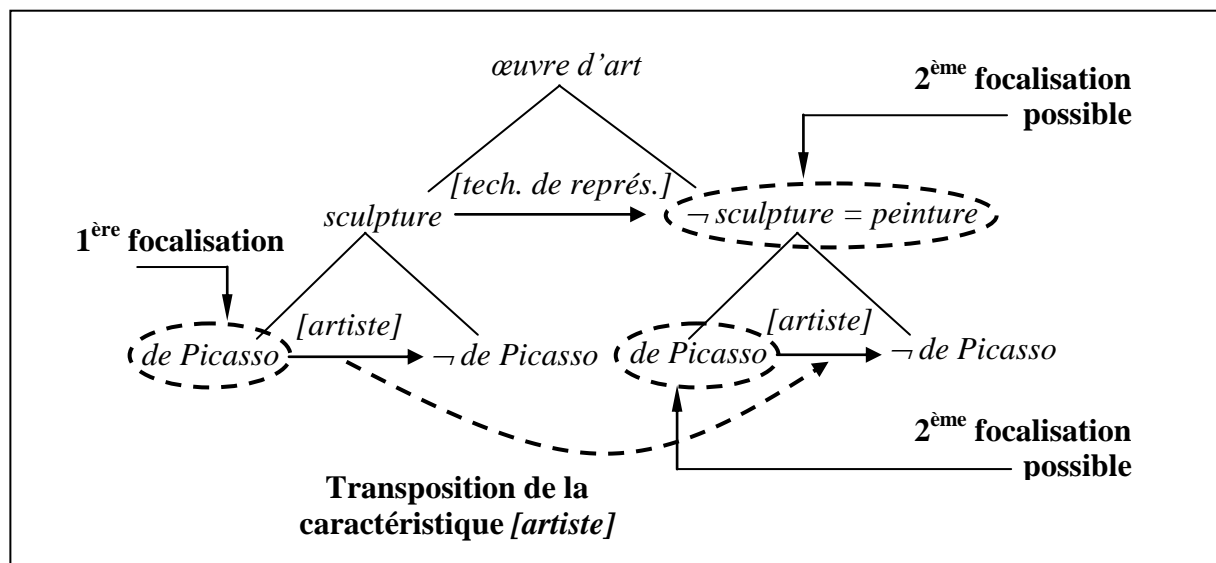 œuvre d'art
2ème focalisation
possible
[tech. de représ.]
sculpture
¬ sculpture = peinture
1ère focalisation
[artiste]
[artiste]
de Picasso
¬ de Picasso
de Picasso
¬ de Picasso
2ème focalisation
possible
Transposition de la
caractéristique [artiste]